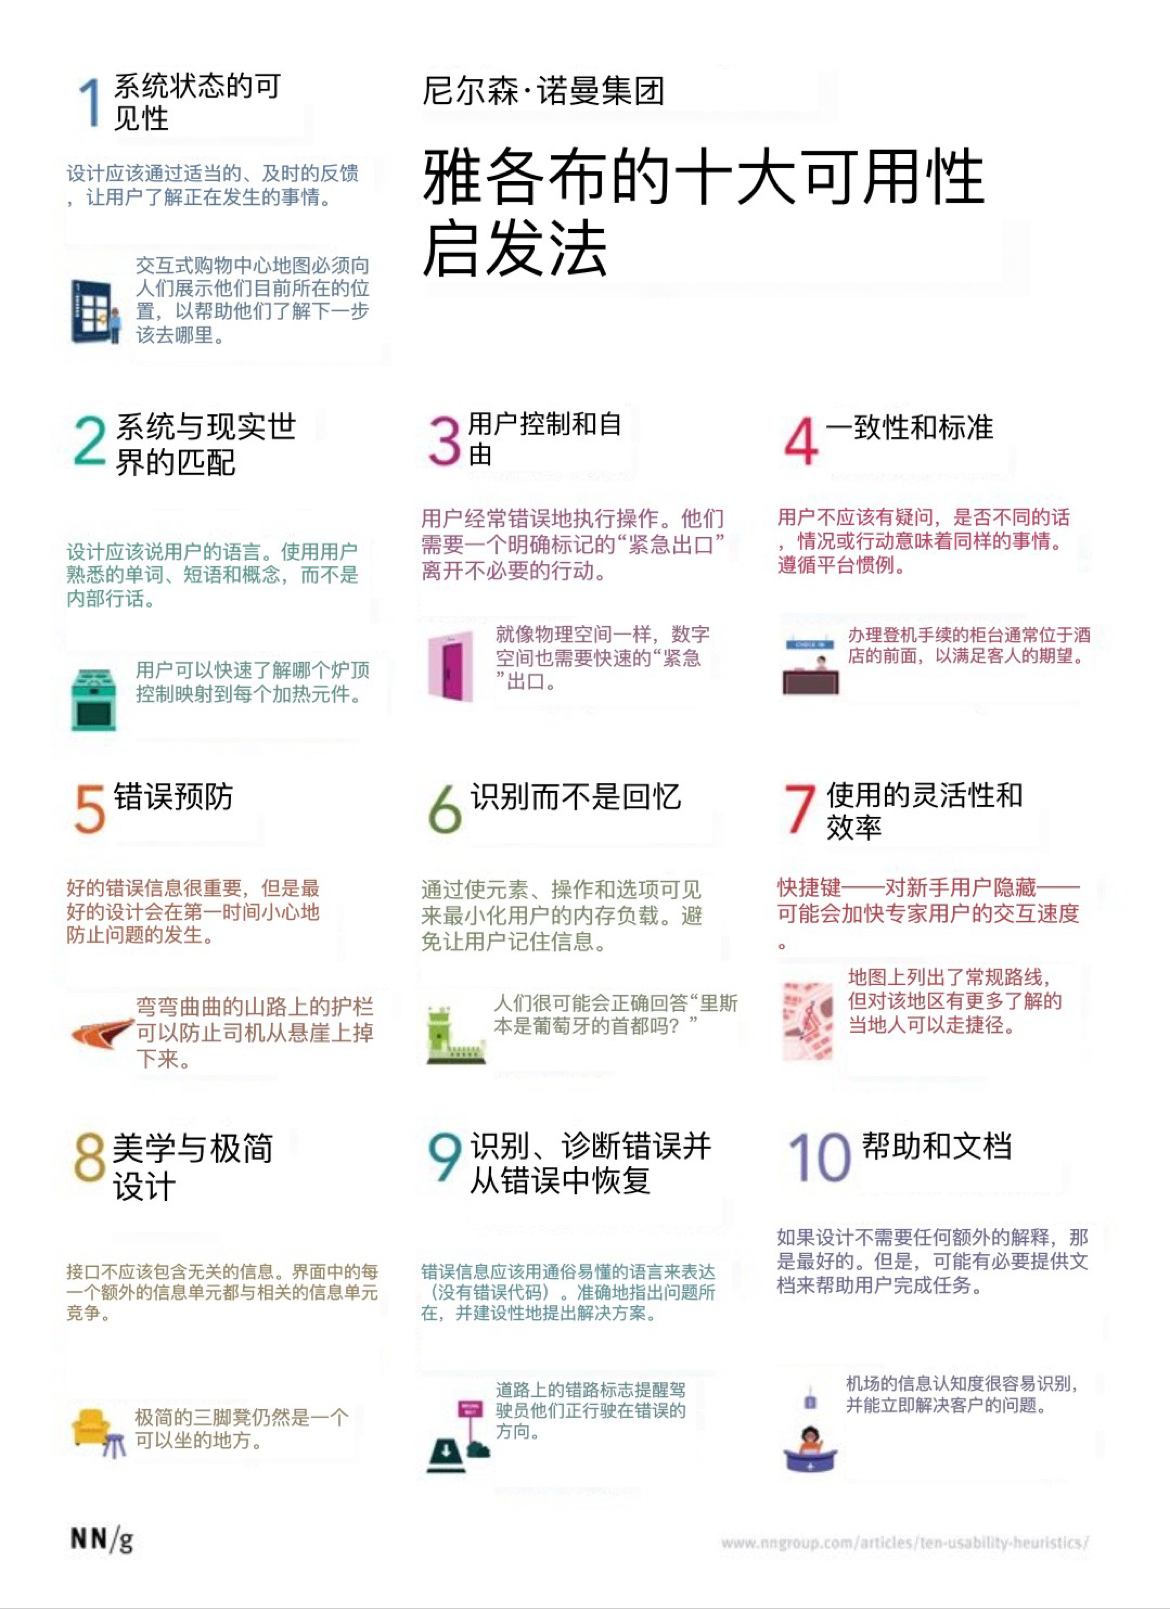 1
系统状态的可
见性
设计应该通过适当的、及时的反馈
，让用户了解正在发生的事情。
交互式购物中心地图必须向
人们展示他们目前所在的位
置，以帮助他们了解下一步
该去哪里。
尼尔森·诺曼集团
雅各布的十大可用性
启发法
2
系统与现实世
界的匹配
设计应该说用户的语言。使用用户
熟悉的单词、短语和概念，而不是
内部行话。
用户可以快速了解哪个炉顶
控制映射到每个加热元件。
3
用户控制和自
由
用户经常错误地执行操作。他们
需要一个明确标记的“紧急出口”
离开不必要的行动。
就像物理空间一样，数字
空间也需要快速的“紧急
”出口。
4
一致性和标准
用户不应该有疑问，是否不同的话
，情况或行动意味着同样的事情。
遵循平台惯例。
CHECK IN
办理登机手续的柜台通常位于酒
店的前面，以满足客人的期望。
5
错误预防
好的错误信息很重要，但是最
好的设计会在第一时间小心地
防止问题的发生。
弯弯曲曲的山路上的护栏
可以防止司机从悬崖上掉
下来。
6
识别而不是回忆
通过使元素、操作和选项可见
来最小化用户的内存负载。避
免让用户记住信息。
人们很可能会正确回答“里斯
本是葡萄牙的首都吗？”
7
使用的灵活性和
效率
快捷键——对新手用户隐藏——
可能会加快专家用户的交互速度
。
地图上列出了常规路线，
但对该地区有更多了解的
当地人可以走捷径。
8
美学与极简
设计
接口不应该包含无关的信息。界面中的每
一个额外的信息单元都与相关的信息单元
竞争。
极简的三脚凳仍然是一个
可以坐的地方。
9
识别、诊断错误并
从错误中恢复
错误信息应该用通俗易懂的语言来表达
（没有错误代码）。准确地指出问题所
在，并建设性地提出解决方案。
WRONG
WAY
道路上的错路标志提醒驾
驶员他们正行驶在错误的
方向。
10
帮助和文档
如果设计不需要任何额外的解释，那
是最好的。但是，可能有必要提供文
档来帮助用户完成任务。
机场的信息认知度很容易识别，
并能立即解决客户的问题。
NN/g
www.nngroup.com/articles/ten-usability-heuristics/